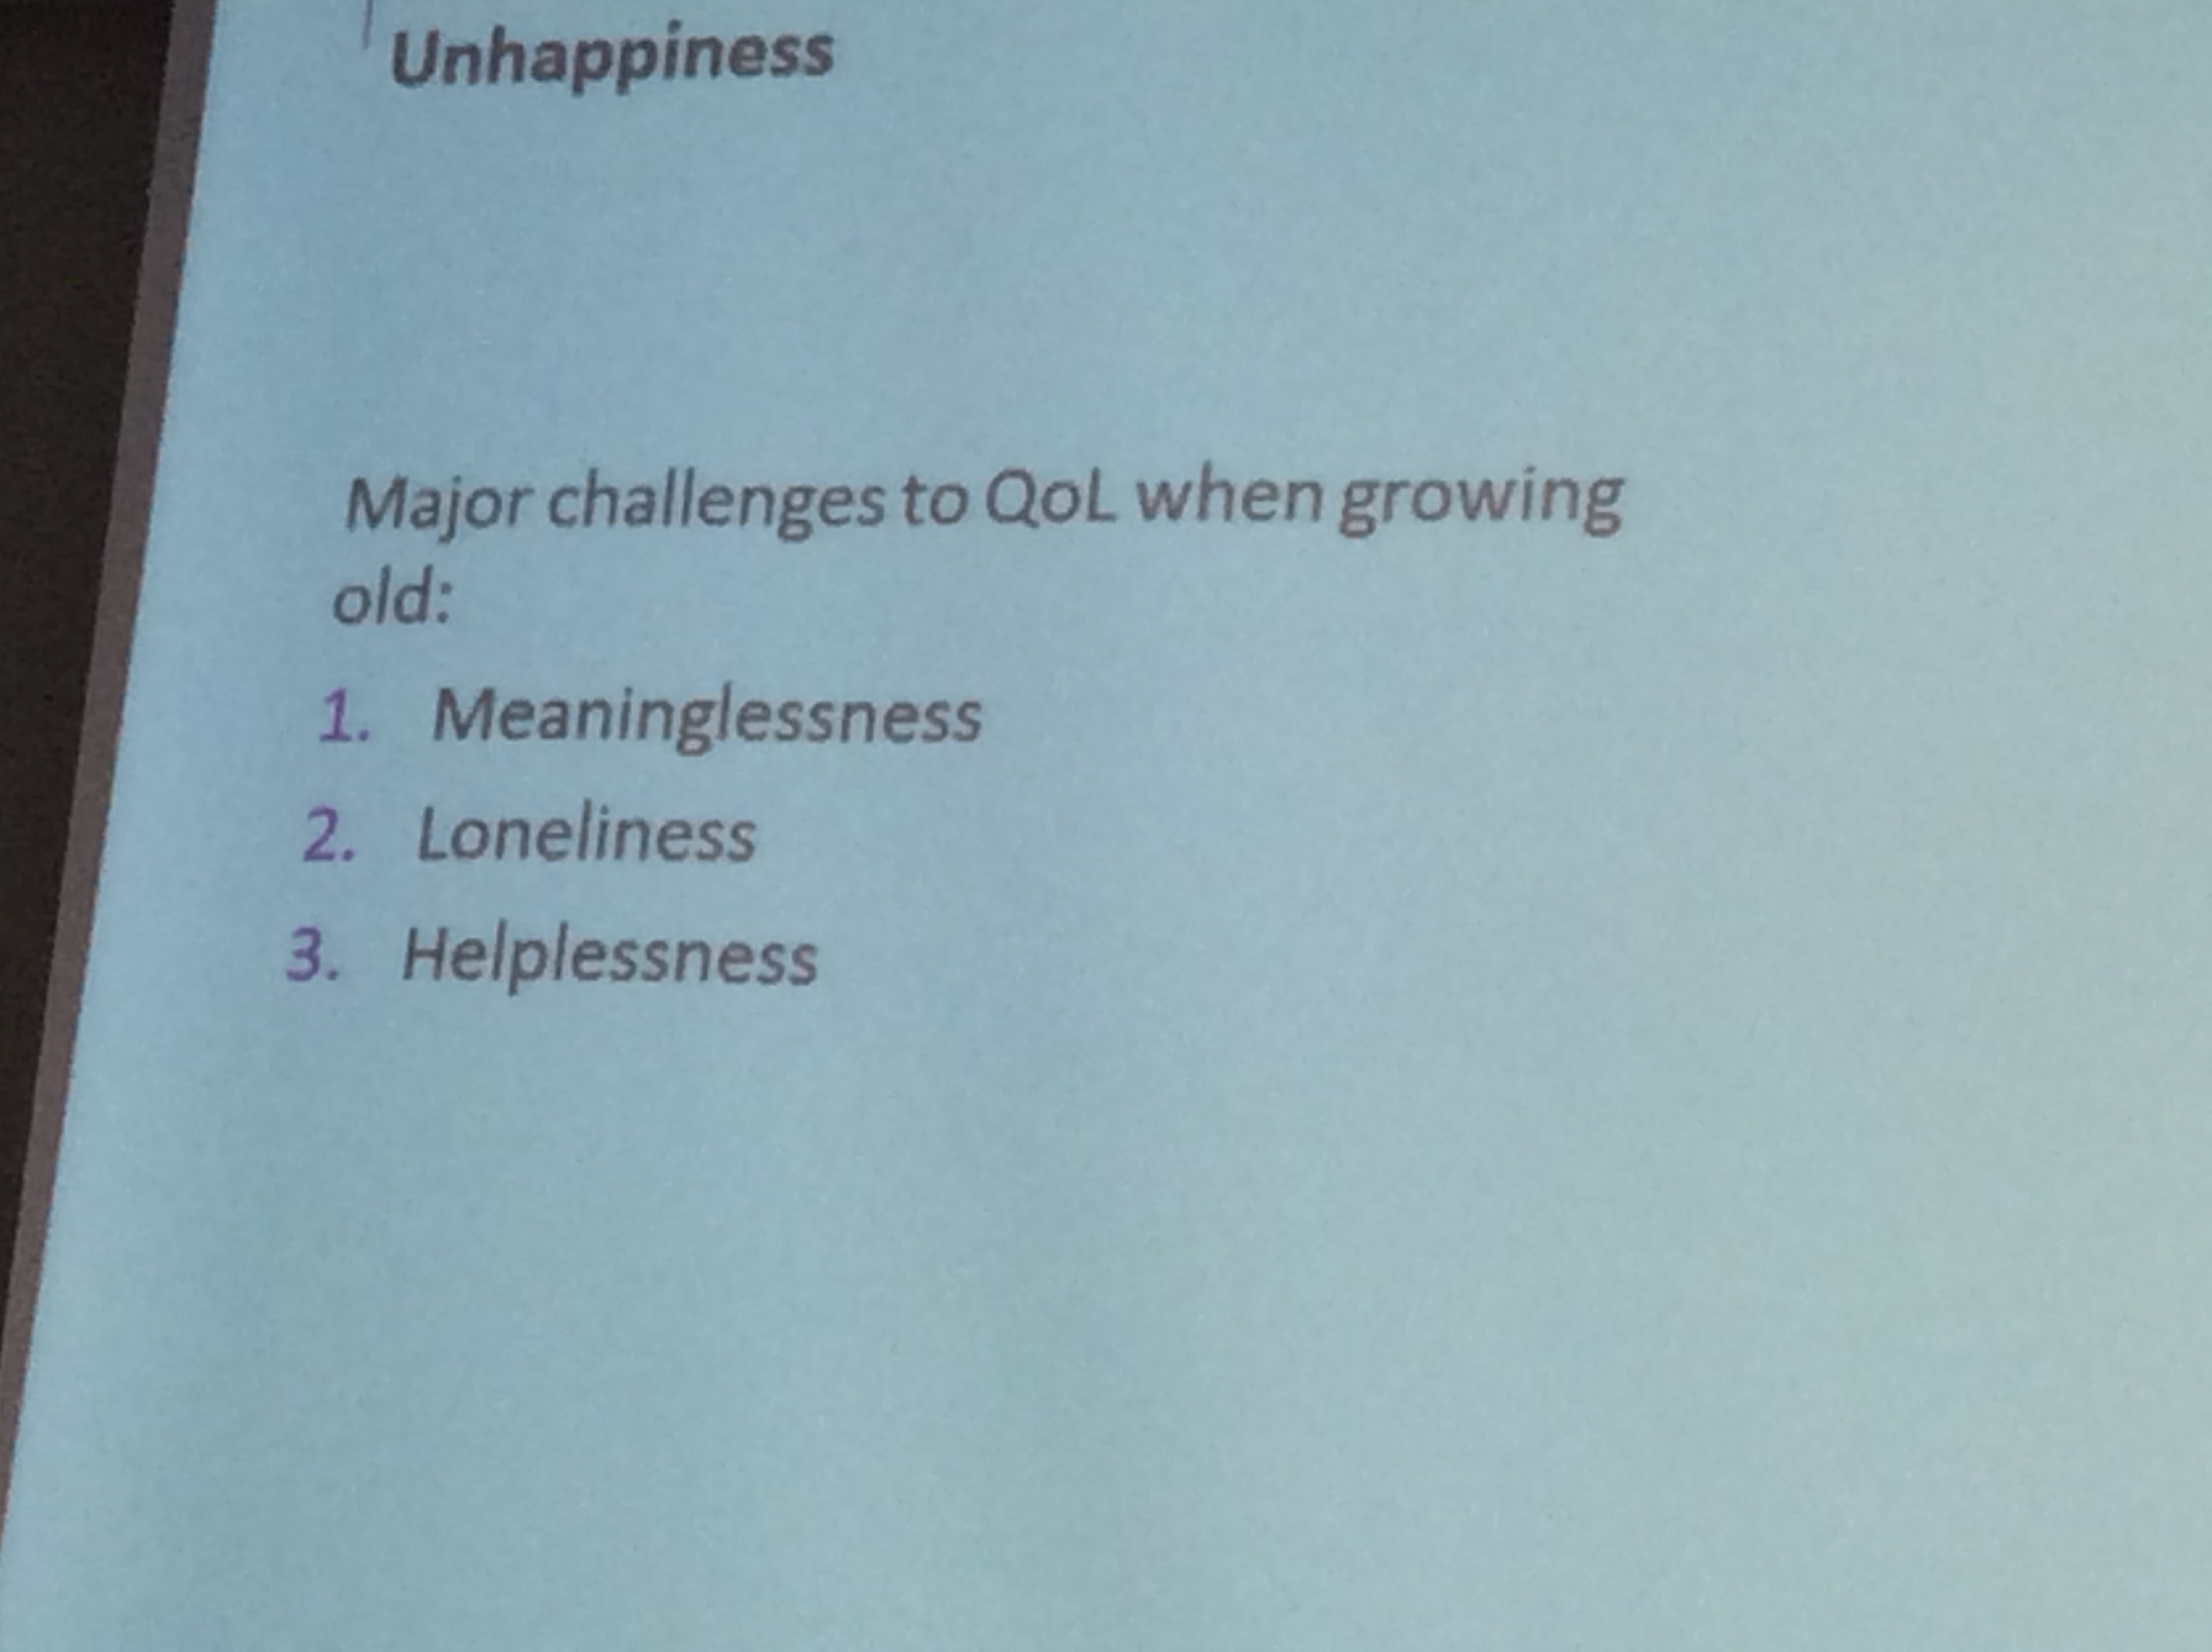 Unhappiness
Major challenges to QoL when growing
old:
1. Meaninglessness
2. Loneliness
3. Helplessness